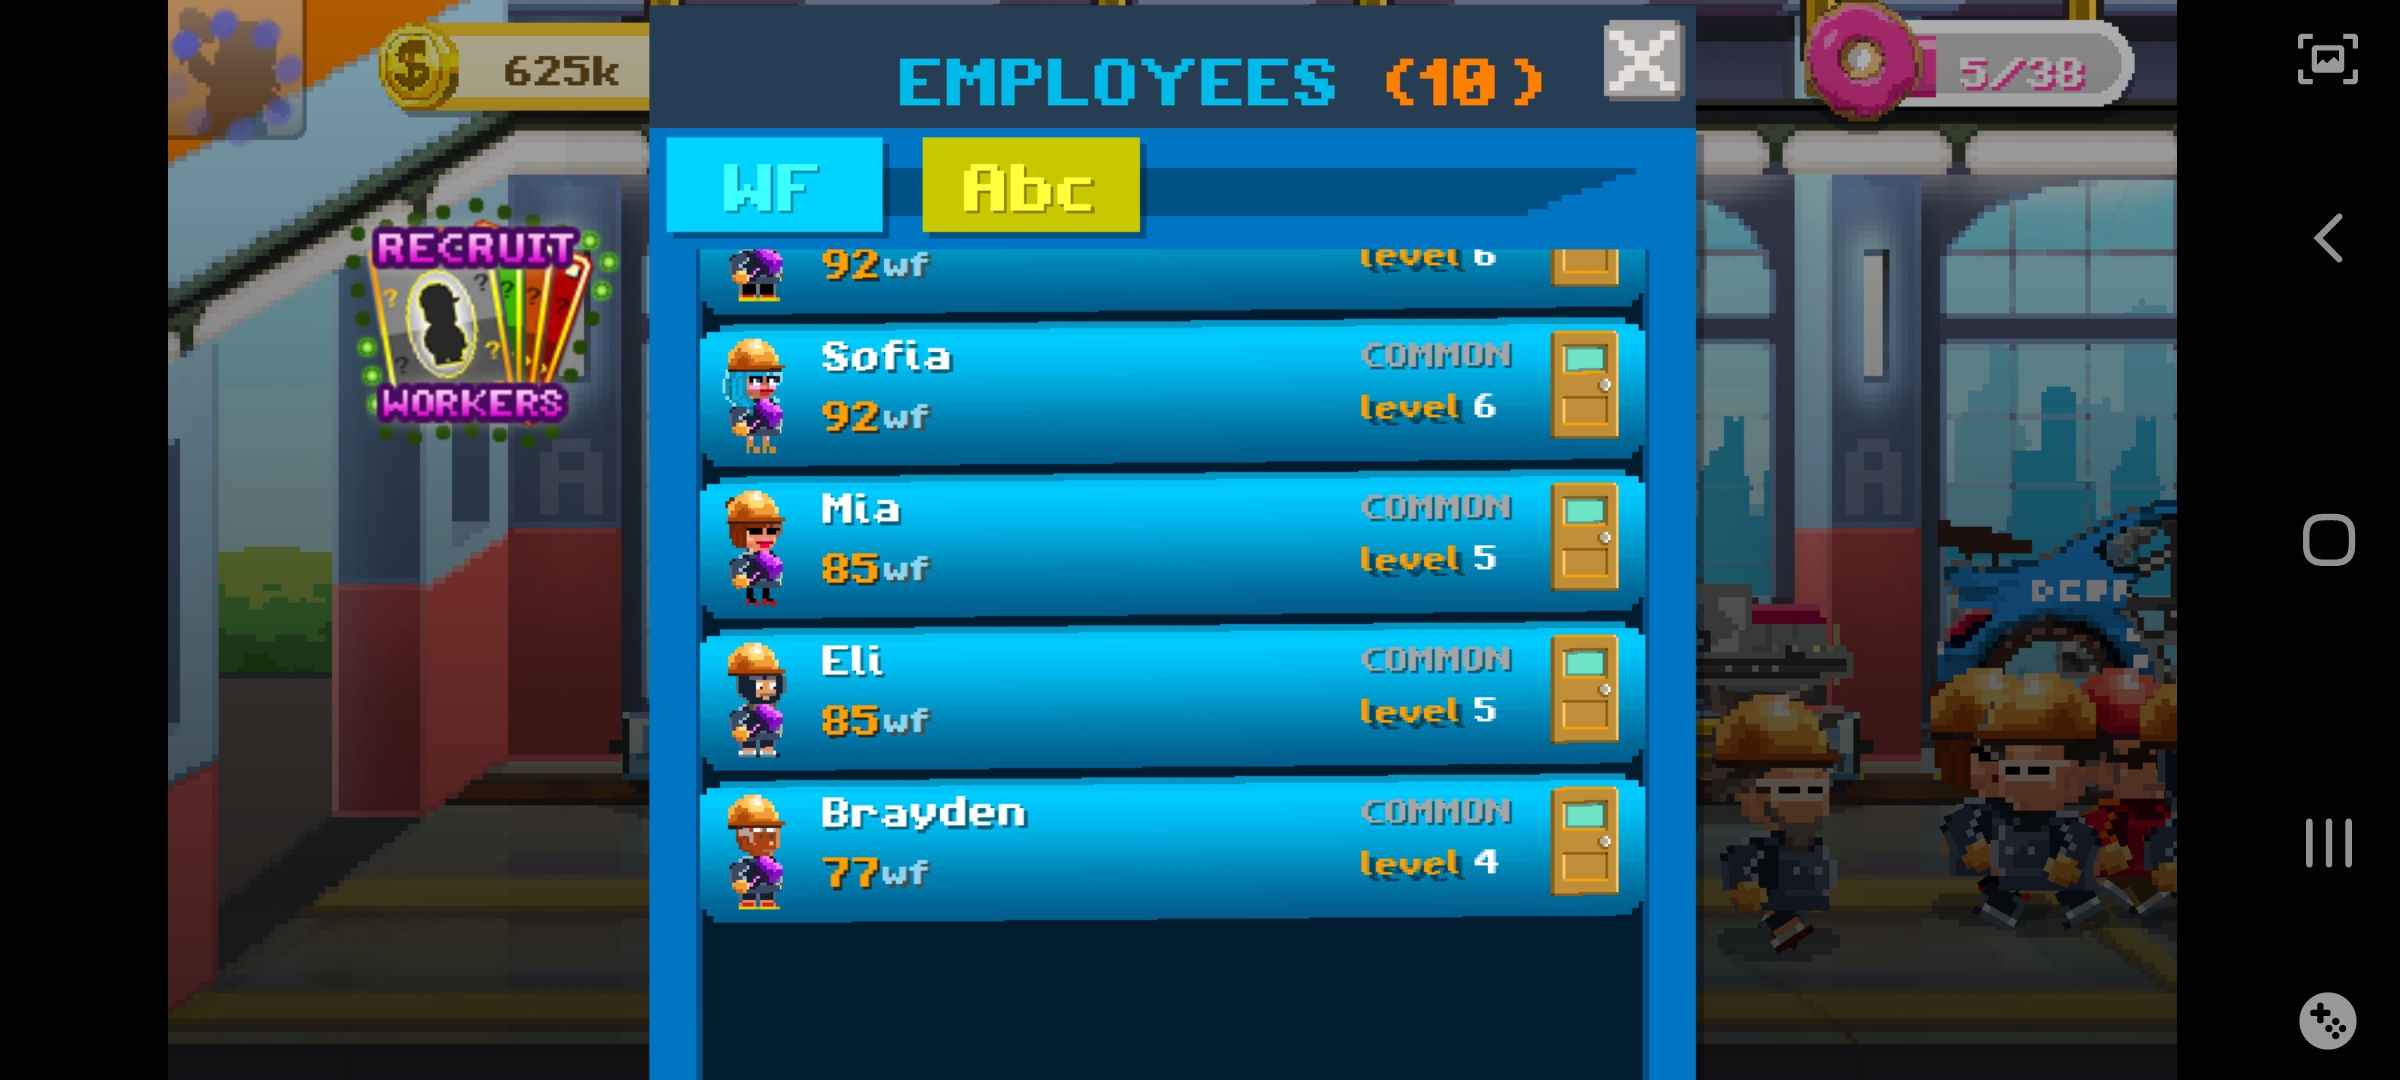 625k
EMPLOYEES (10)
5/38
WF
Abc
RECRUIT
WORKERS
92wf
level 6
Sofia
COMMON
92wf
level 6
Mia
COMMON
85wf
level 5
Eli
COMMON
85wf
level 5
Brayden
COMMON
77wf
level 4
A
A